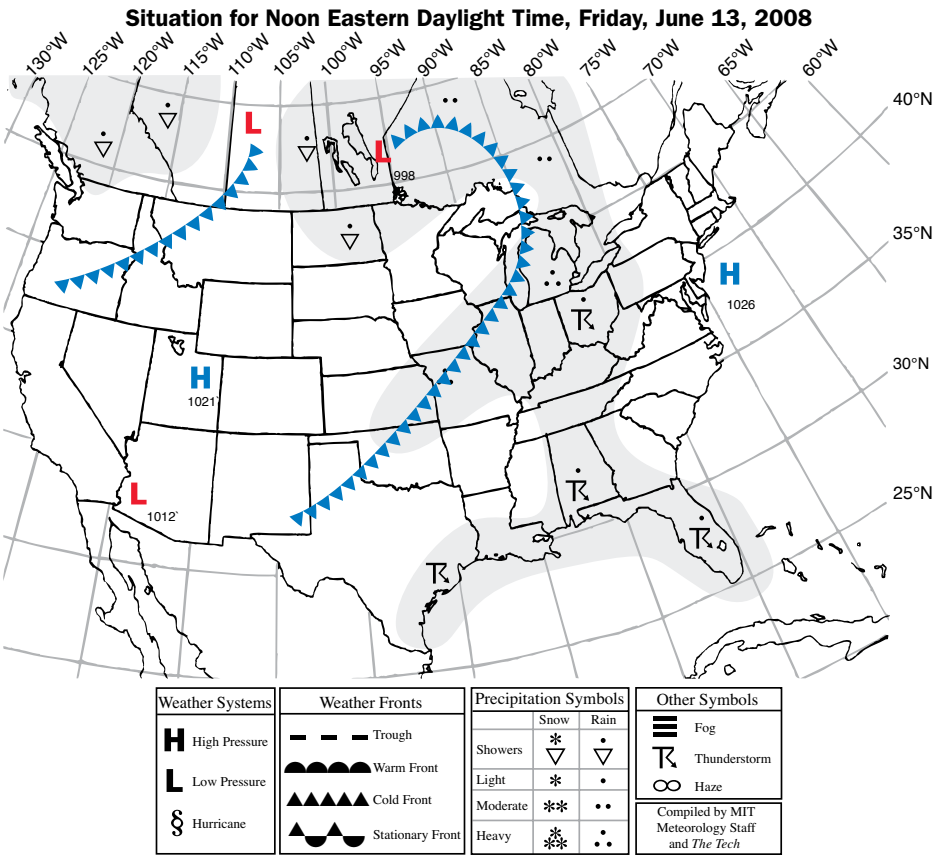 Situation for Noon Eastern Daylight Time, Friday, June 13, 2008
130°W 125°W 120°W 115°W 110°W 105°W 100°W 95°W 90°W 85°W 80°W 75°W 70°W 65°W 60°W
40°N
35°N
30°N
25°N
L
L
998
H
1026
H
1021`
L
1012`
Weather Systems
H High Pressure
L Low Pressure
§ Hurricane
Weather Fronts
Trough
Warm Front
Cold Front
Stationary Front
Precipitation Symbols
Snow Rain
Showers
Light
Moderate
Heavy
Other Symbols
Fog
Thunderstorm
Haze
Compiled by MIT
Meteorology Staff
and The Tech